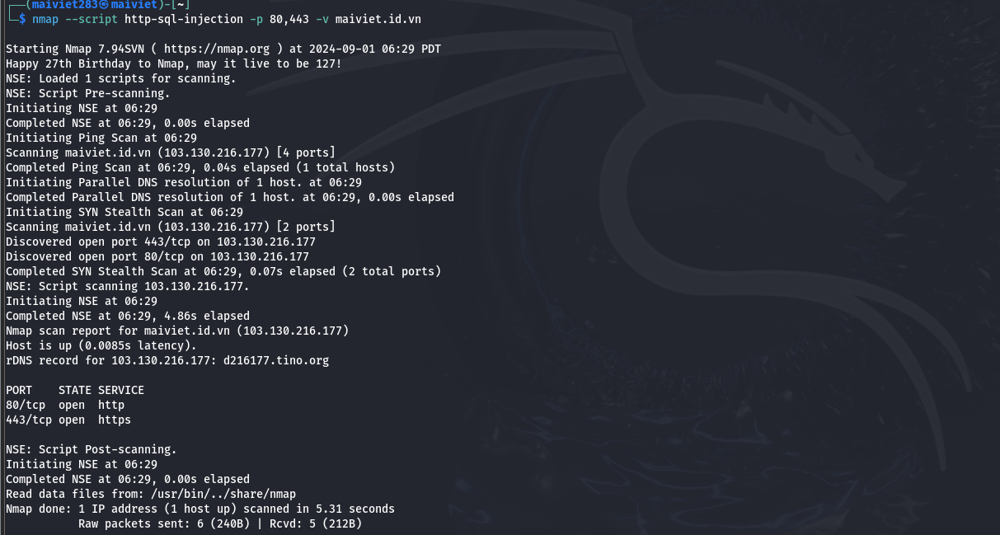 ┌──(maiviet283㉿maiviet)-[~]
└─$ nmap --script http-sql-injection -p 80,443 -v maiviet.id.vn
Starting Nmap 7.94SVN ( https://nmap.org ) at 2024-09-01 06:29 PDT
Happy 27th Birthday to Nmap, may it live to be 127!
NSE: Loaded 1 scripts for scanning.
NSE: Script Pre-scanning.
Initiating NSE at 06:29
Completed NSE at 06:29, 0.00s elapsed
Initiating Ping Scan at 06:29
Scanning maiviet.id.vn (103.130.216.177) [4 ports]
Completed Ping Scan at 06:29, 0.04s elapsed (1 total hosts)
Initiating Parallel DNS resolution of 1 host. at 06:29
Completed Parallel DNS resolution of 1 host. at 06:29, 0.00s elapsed
Initiating SYN Stealth Scan at 06:29
Scanning maiviet.id.vn (103.130.216.177) [2 ports]
Discovered open port 443/tcp on 103.130.216.177
Discovered open port 80/tcp on 103.130.216.177
Completed SYN Stealth Scan at 06:29, 0.07s elapsed (2 total ports)
NSE: Script scanning 103.130.216.177.
Initiating NSE at 06:29
Completed NSE at 06:29, 4.86s elapsed
Nmap scan report for maiviet.id.vn (103.130.216.177)
Host is up (0.0085s latency).
rDNS record for 103.130.216.177: d216177.tino.org
PORT    STATE SERVICE
80/tcp  open  http
443/tcp open  https
NSE: Script Post-scanning.
Initiating NSE at 06:29
Completed NSE at 06:29, 0.00s elapsed
Read data files from: /usr/bin/../share/nmap
Nmap done: 1 IP address (1 host up) scanned in 5.31 seconds
Raw packets sent: 6 (240B) | Rcvd: 5 (212B)